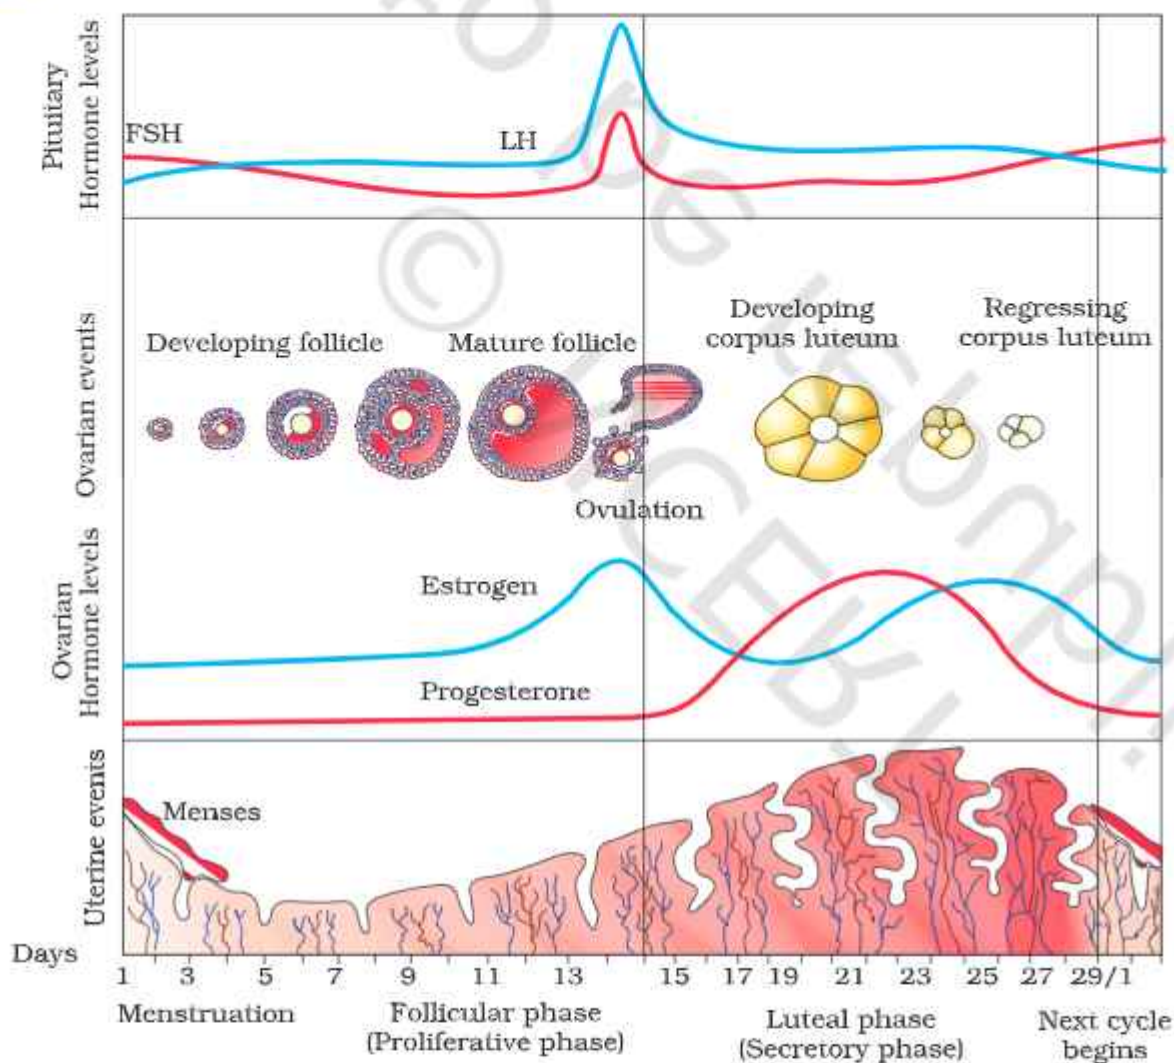 Pituitary
Hormone levels
FSH
LH
Ovarian events
Developing follicle
Mature follicle
Developing
corpus luteum
Regressing
corpus luteum
Ovulation
Ovarian
Hormone levels
Estrogen
Progesterone
Uterine events
Menses
Days
1 3 5 7 9 11 13 15 17 19 21 23 25 27 29/1
Menstruation
Follicular phase
(Proliferative phase)
Luteal phase
(Secretory phase)
Next cycle
begins